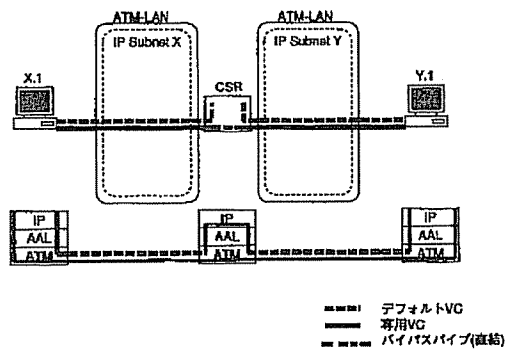 ATM-LAN ATM-LAN
IP Subnet X IP Subnet Y
X.1 CSR Y.1
IP IP IP
AAL AAL AAL
ATM ATM ATM
デフォルトVC
専用VC
バイパスパイプ(直結)